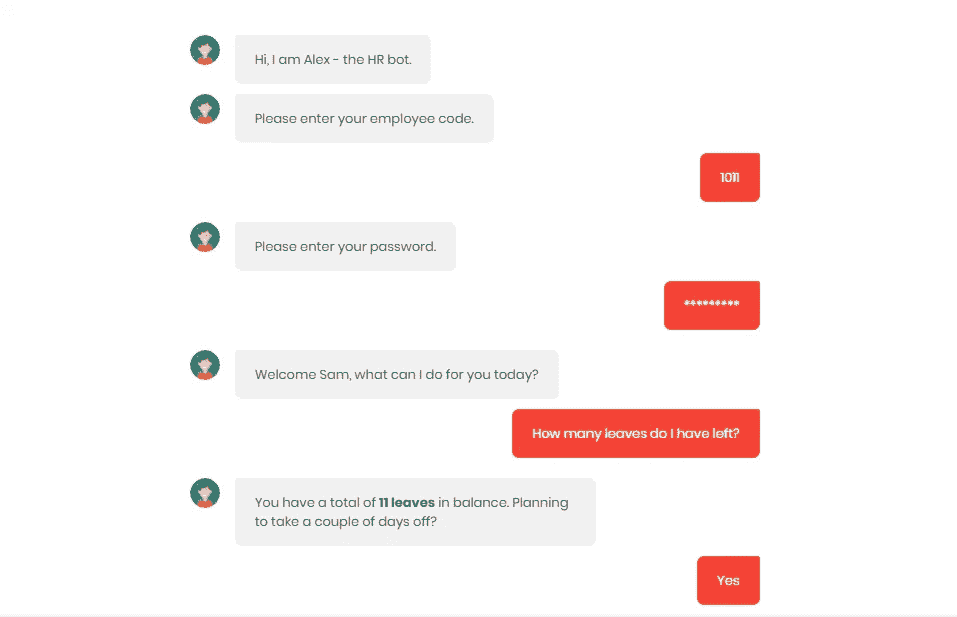 Hi, I am Alex - the HR bot.
Please enter your employee code.
1011
Please enter your password.
*********
Welcome Sam, what can I do for you today?
How many leaves do I have left?
You have a total of 11 leaves in balance. Planning
to take a couple of days off?
Yes